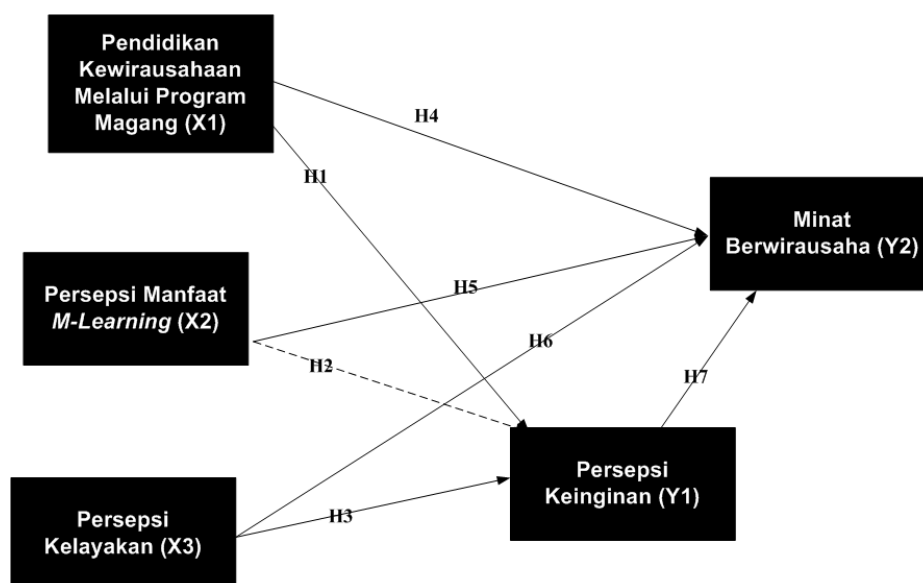 Pendidikan
Kewirausahaan
Melalui Program
Magang (X1)
H4
H1
Minat
Berwirausaha (Y2)
Persepsi Manfaat
M-Learning (X2)
H5
H6
H2
H7
Persepsi
Keinginan (Y1)
Persepsi
Kelayakan (X3)
H3